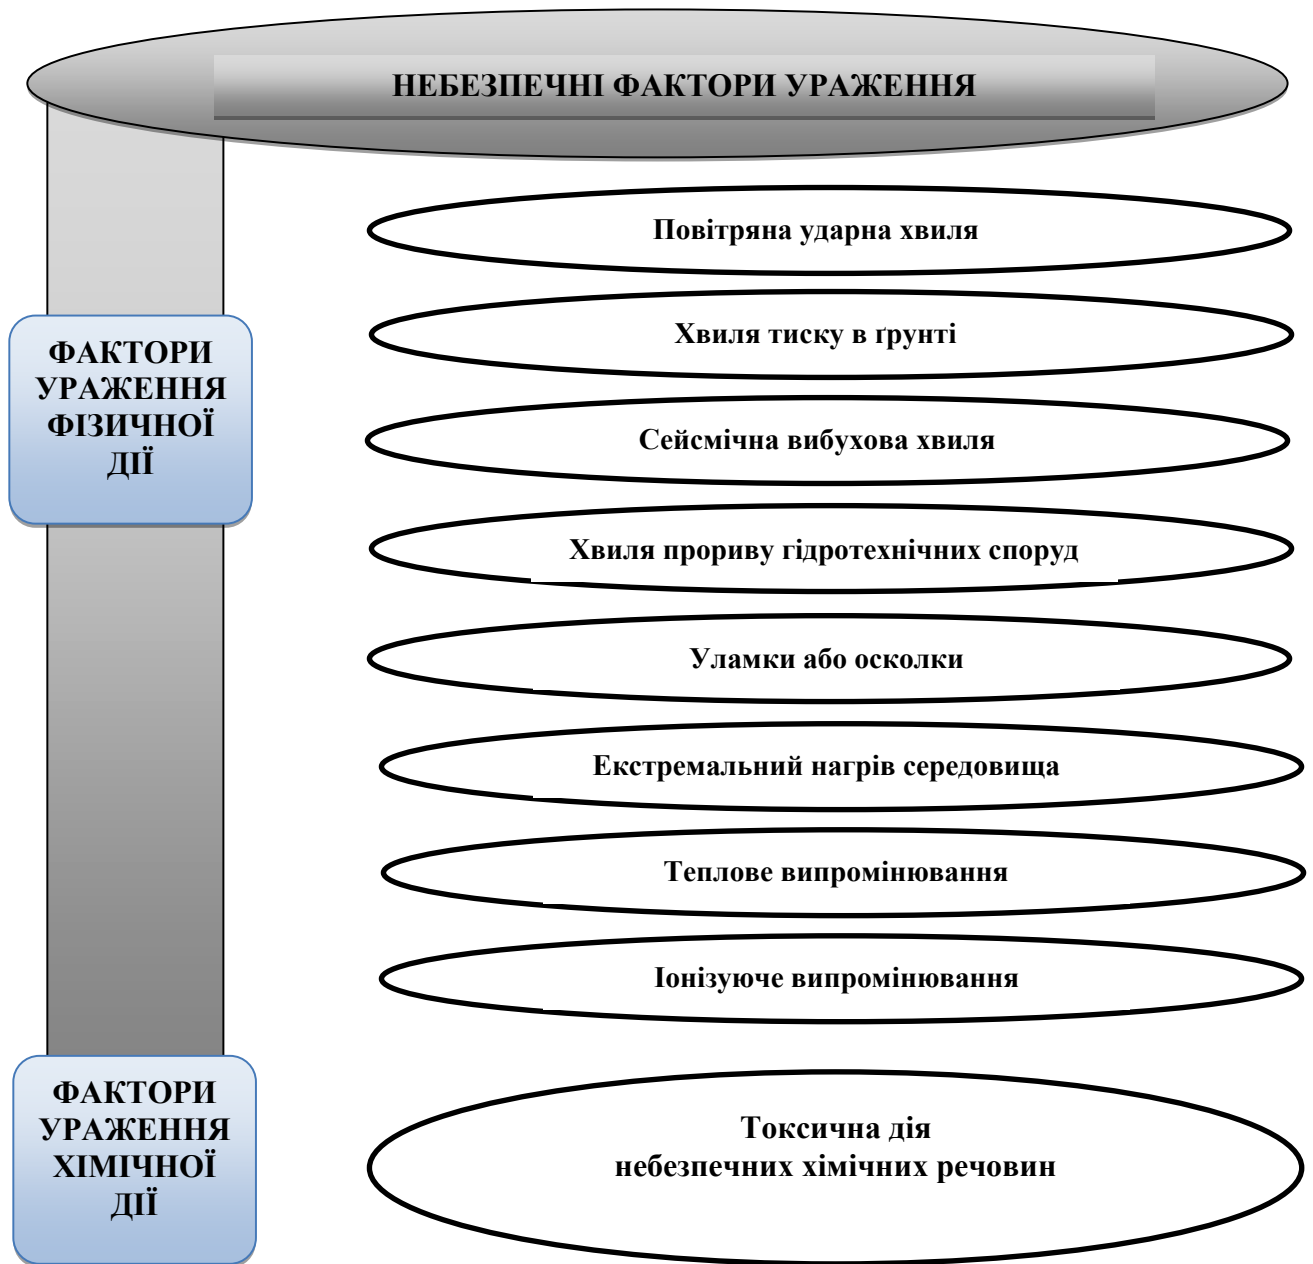 НЕБЕЗПЕЧНІ ФАКТОРИ УРАЖЕННЯ
Повітряна ударна хвиля
Хвиля тиску в ґрунті
ФАКТОРИ
УРАЖЕННЯ
ФІЗИЧНОЇ
ДІЇ
Сейсмічна вибухова хвиля
Хвиля прориву гідротехнічних споруд
Уламки або осколки
Екстремальний нагрів середовища
Теплове випромінювання
Іонізуюче випромінювання
ФАКТОРИ
УРАЖЕННЯ
ХІМІЧНОЇ
ДІЇ
Токсична дія
небезпечних хімічних речовин